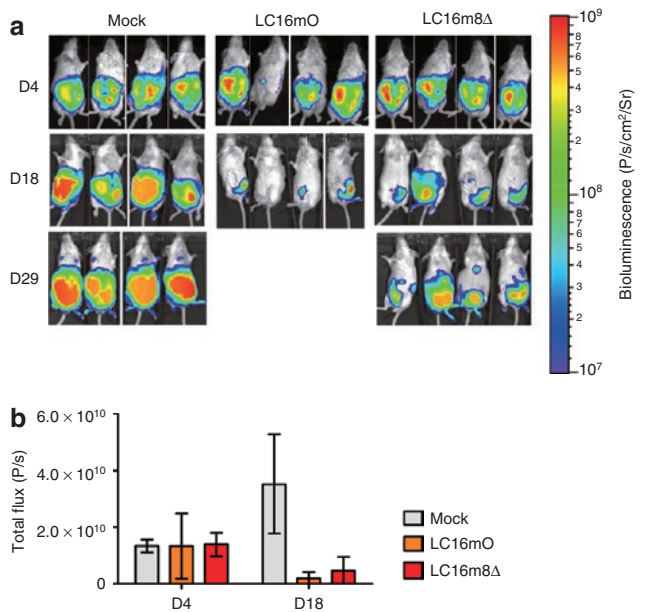 a
Mock
LC16mO
LC16m8Δ
D4
D18
D29
10⁹
8
6
5
4
3
2
10⁸
8
6
5
4
3
2
10⁷
Bioluminescence (P/s/cm²/Sr)
b
Total flux (P/s)
6.0 × 10¹⁰
4.0 × 10¹⁰
2.0 × 10¹⁰
0
D4
D18
Mock
LC16mO
LC16m8Δ